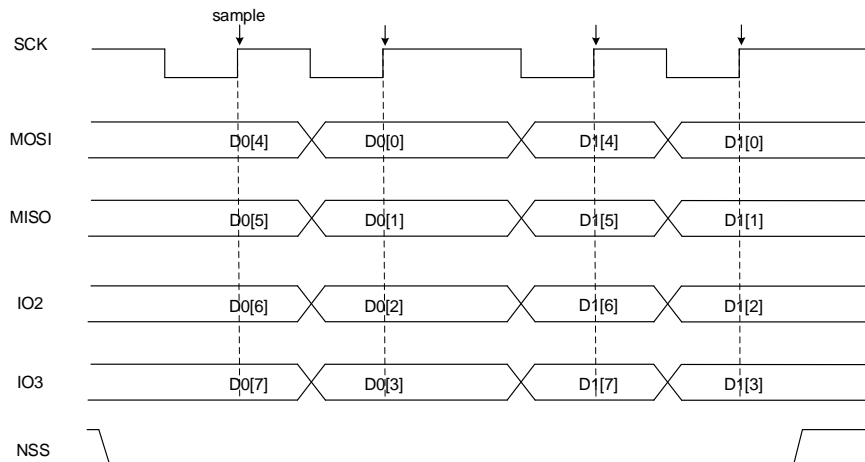 sample
SCK
MOSI D0[4] D0[0] D1[4] D1[0]
MISO D0[5] D0[1] D1[5] D1[1]
IO2 D0[6] D0[2] D1[6] D1[2]
IO3 D0[7] D0[3] D1[7] D1[3]
NSS